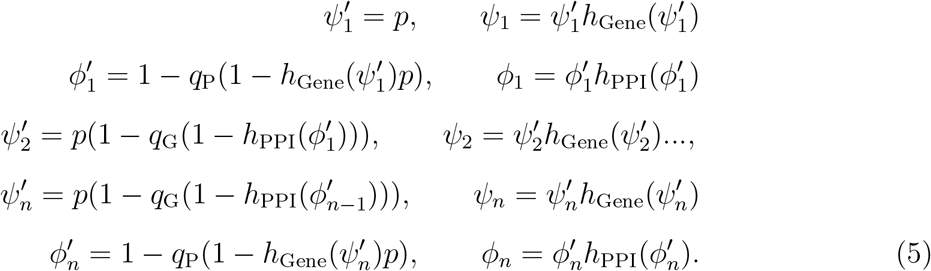 ψ′₁ = p, ψ₁ = ψ′₁h_Gene(ψ′₁)
ϕ′₁ = 1 − q_P(1 − h_Gene(ψ′₁)p), ϕ₁ = ϕ′₁h_PPI(ϕ′₁)
ψ′₂ = p(1 − q_G(1 − h_PPI(ϕ′₁))), ψ₂ = ψ′₂h_Gene(ψ′₂)...,
ψ′ₙ = p(1 − q_G(1 − h_PPI(ϕ′ₙ₋₁))), ψₙ = ψ′ₙh_Gene(ψ′ₙ)
ϕ′ₙ = 1 − q_P(1 − h_Gene(ψ′ₙ)p), ϕₙ = ϕ′ₙh_PPI(ϕ′ₙ). (5)